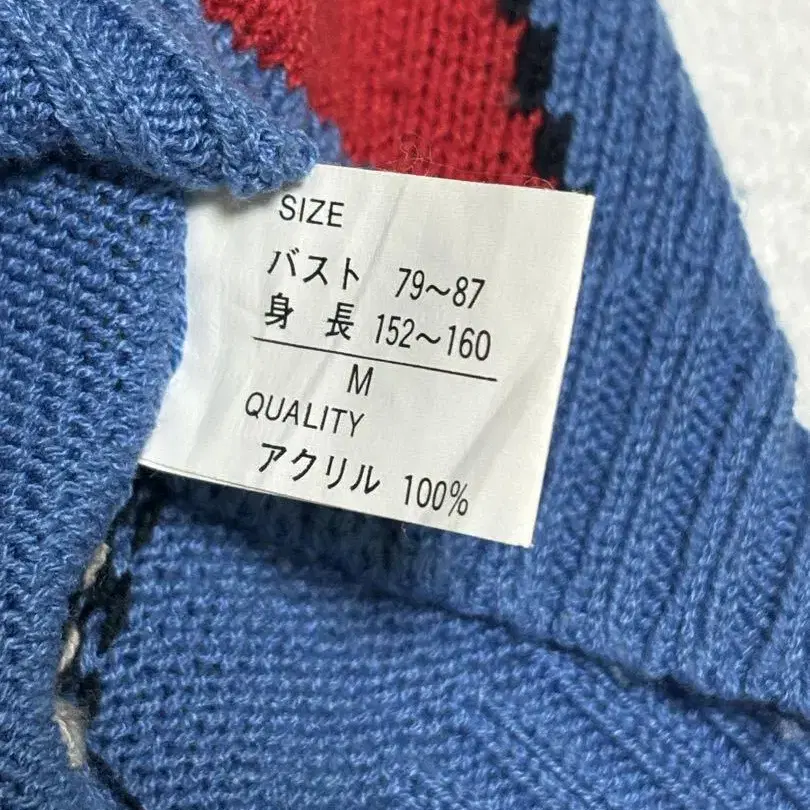 SIZE
バスト 79～87
身 長 152～160
M
QUALITY
アクリル 100%